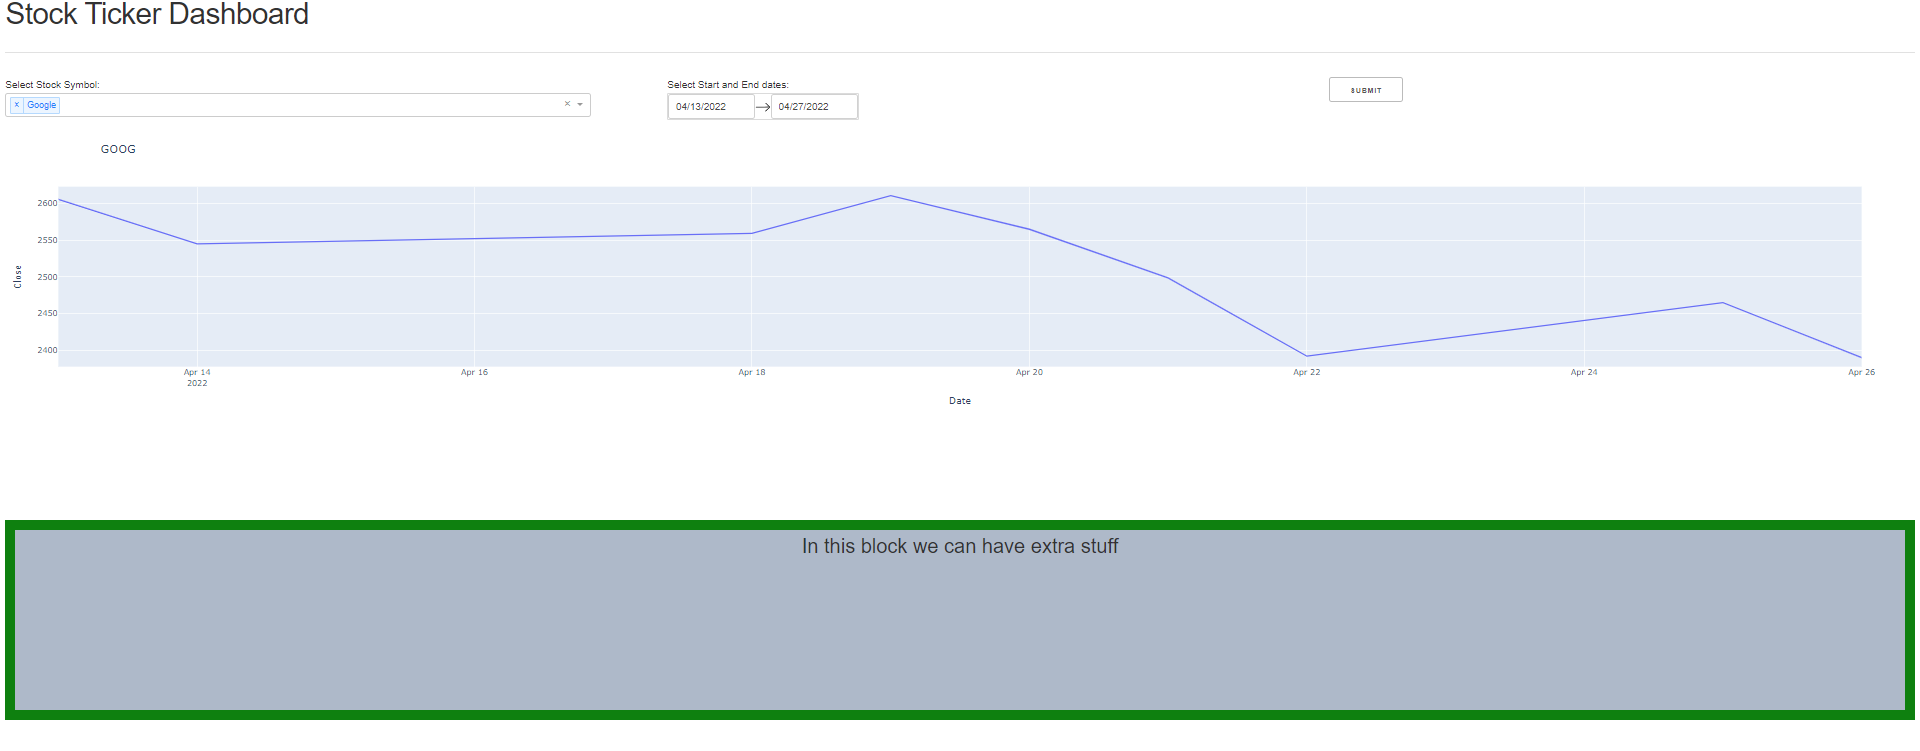 Stock Ticker Dashboard
Select Stock Symbol:
Select Start and End dates:
SUBMIT
× Google × 
04/13/2022 → 04/27/2022
GOOG
2600
2550
2500
2450
2400
Close
Apr 14 Apr 16 Apr 18 Apr 20 Apr 22 Apr 24 Apr 26
2022
Date
In this block we can have extra stuff